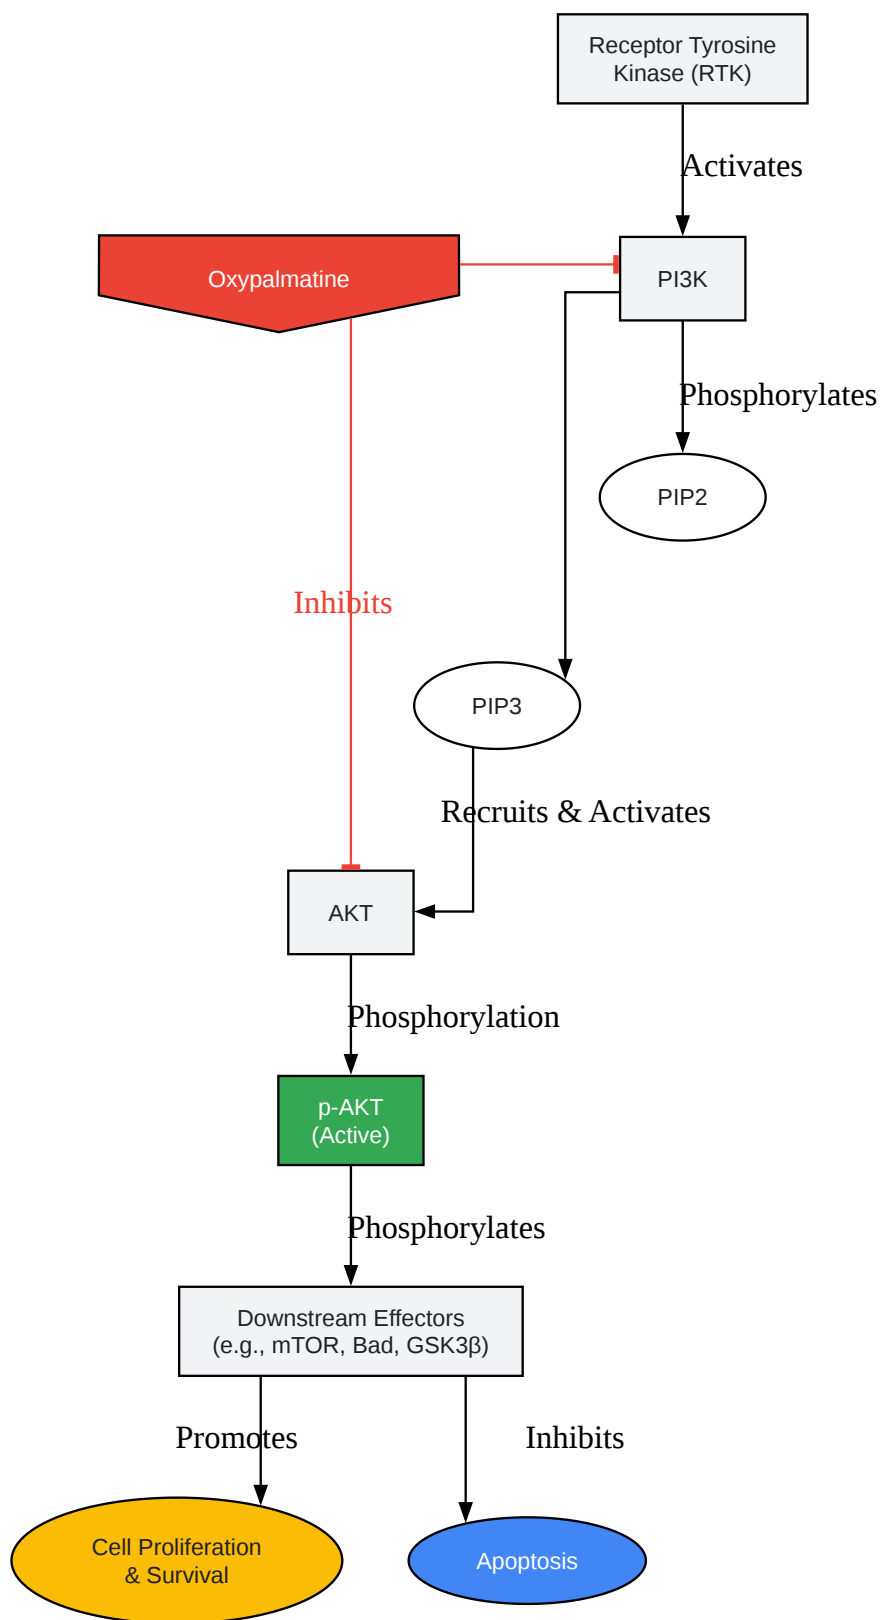 Receptor Tyrosine
Kinase (RTK)
Activates
Oxypalmatine
PI3K
Phosphorylates
PIP2
Inhibits
PIP3
Recruits & Activates
AKT
Phosphorylation
p-AKT
(Active)
Phosphorylates
Downstream Effectors
(e.g., mTOR, Bad, GSK3β)
Promotes
Inhibits
Cell Proliferation
& Survival
Apoptosis